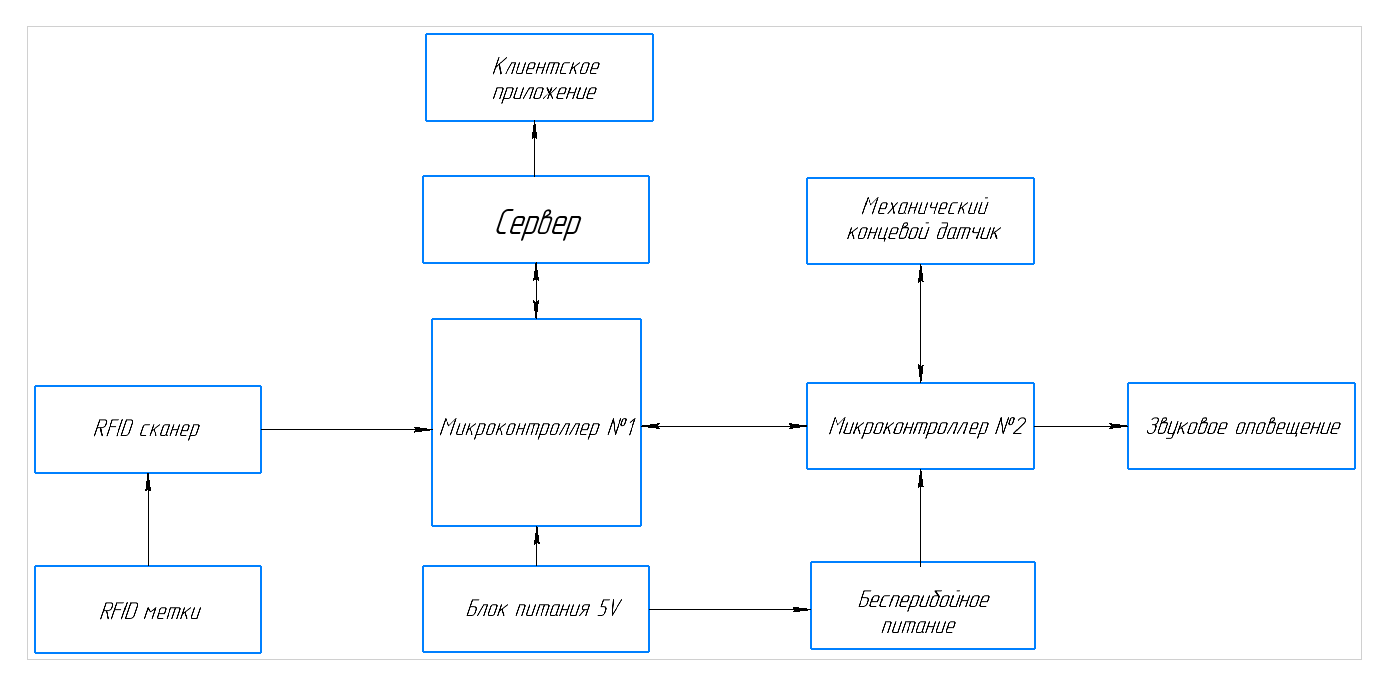 Клиентское
приложение
Сервер
Механический
концевой датчик
RFID сканер
Микроконтроллер №1
Микроконтроллер №2
Звуковое оповещение
RFID метки
Блок питания 5V
Бесперибойное
питание